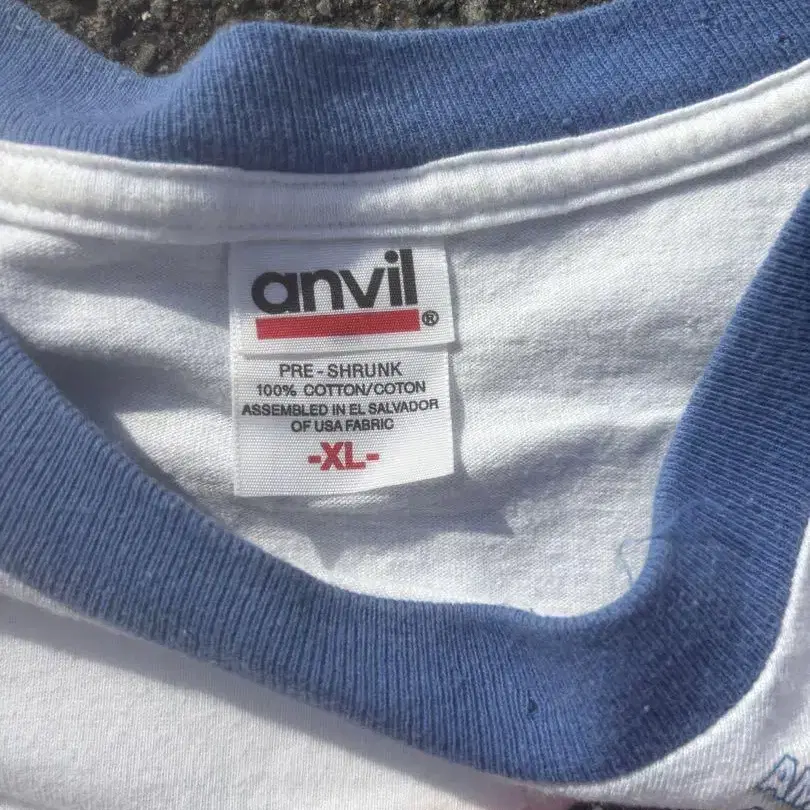 anvil®
PRE-SHRUNK
100% COTTON/COTON
ASSEMBLED IN EL SALVADOR
OF USA FABRIC
-XL-